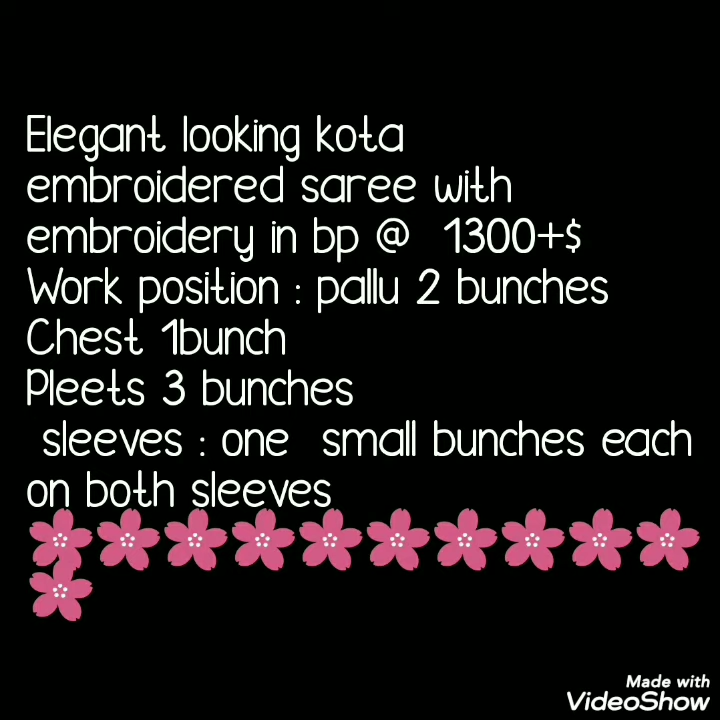 Elegant looking kota
embroidered saree with
embroidery in bp @  1300+$
Work position : pallu 2 bunches
Chest 1bunch
Pleets 3 bunches
 sleeves : one  small bunches each
on both sleeves
🌸🌸🌸🌸🌸🌸🌸🌸🌸🌸
🌸
Made with
VideoShow